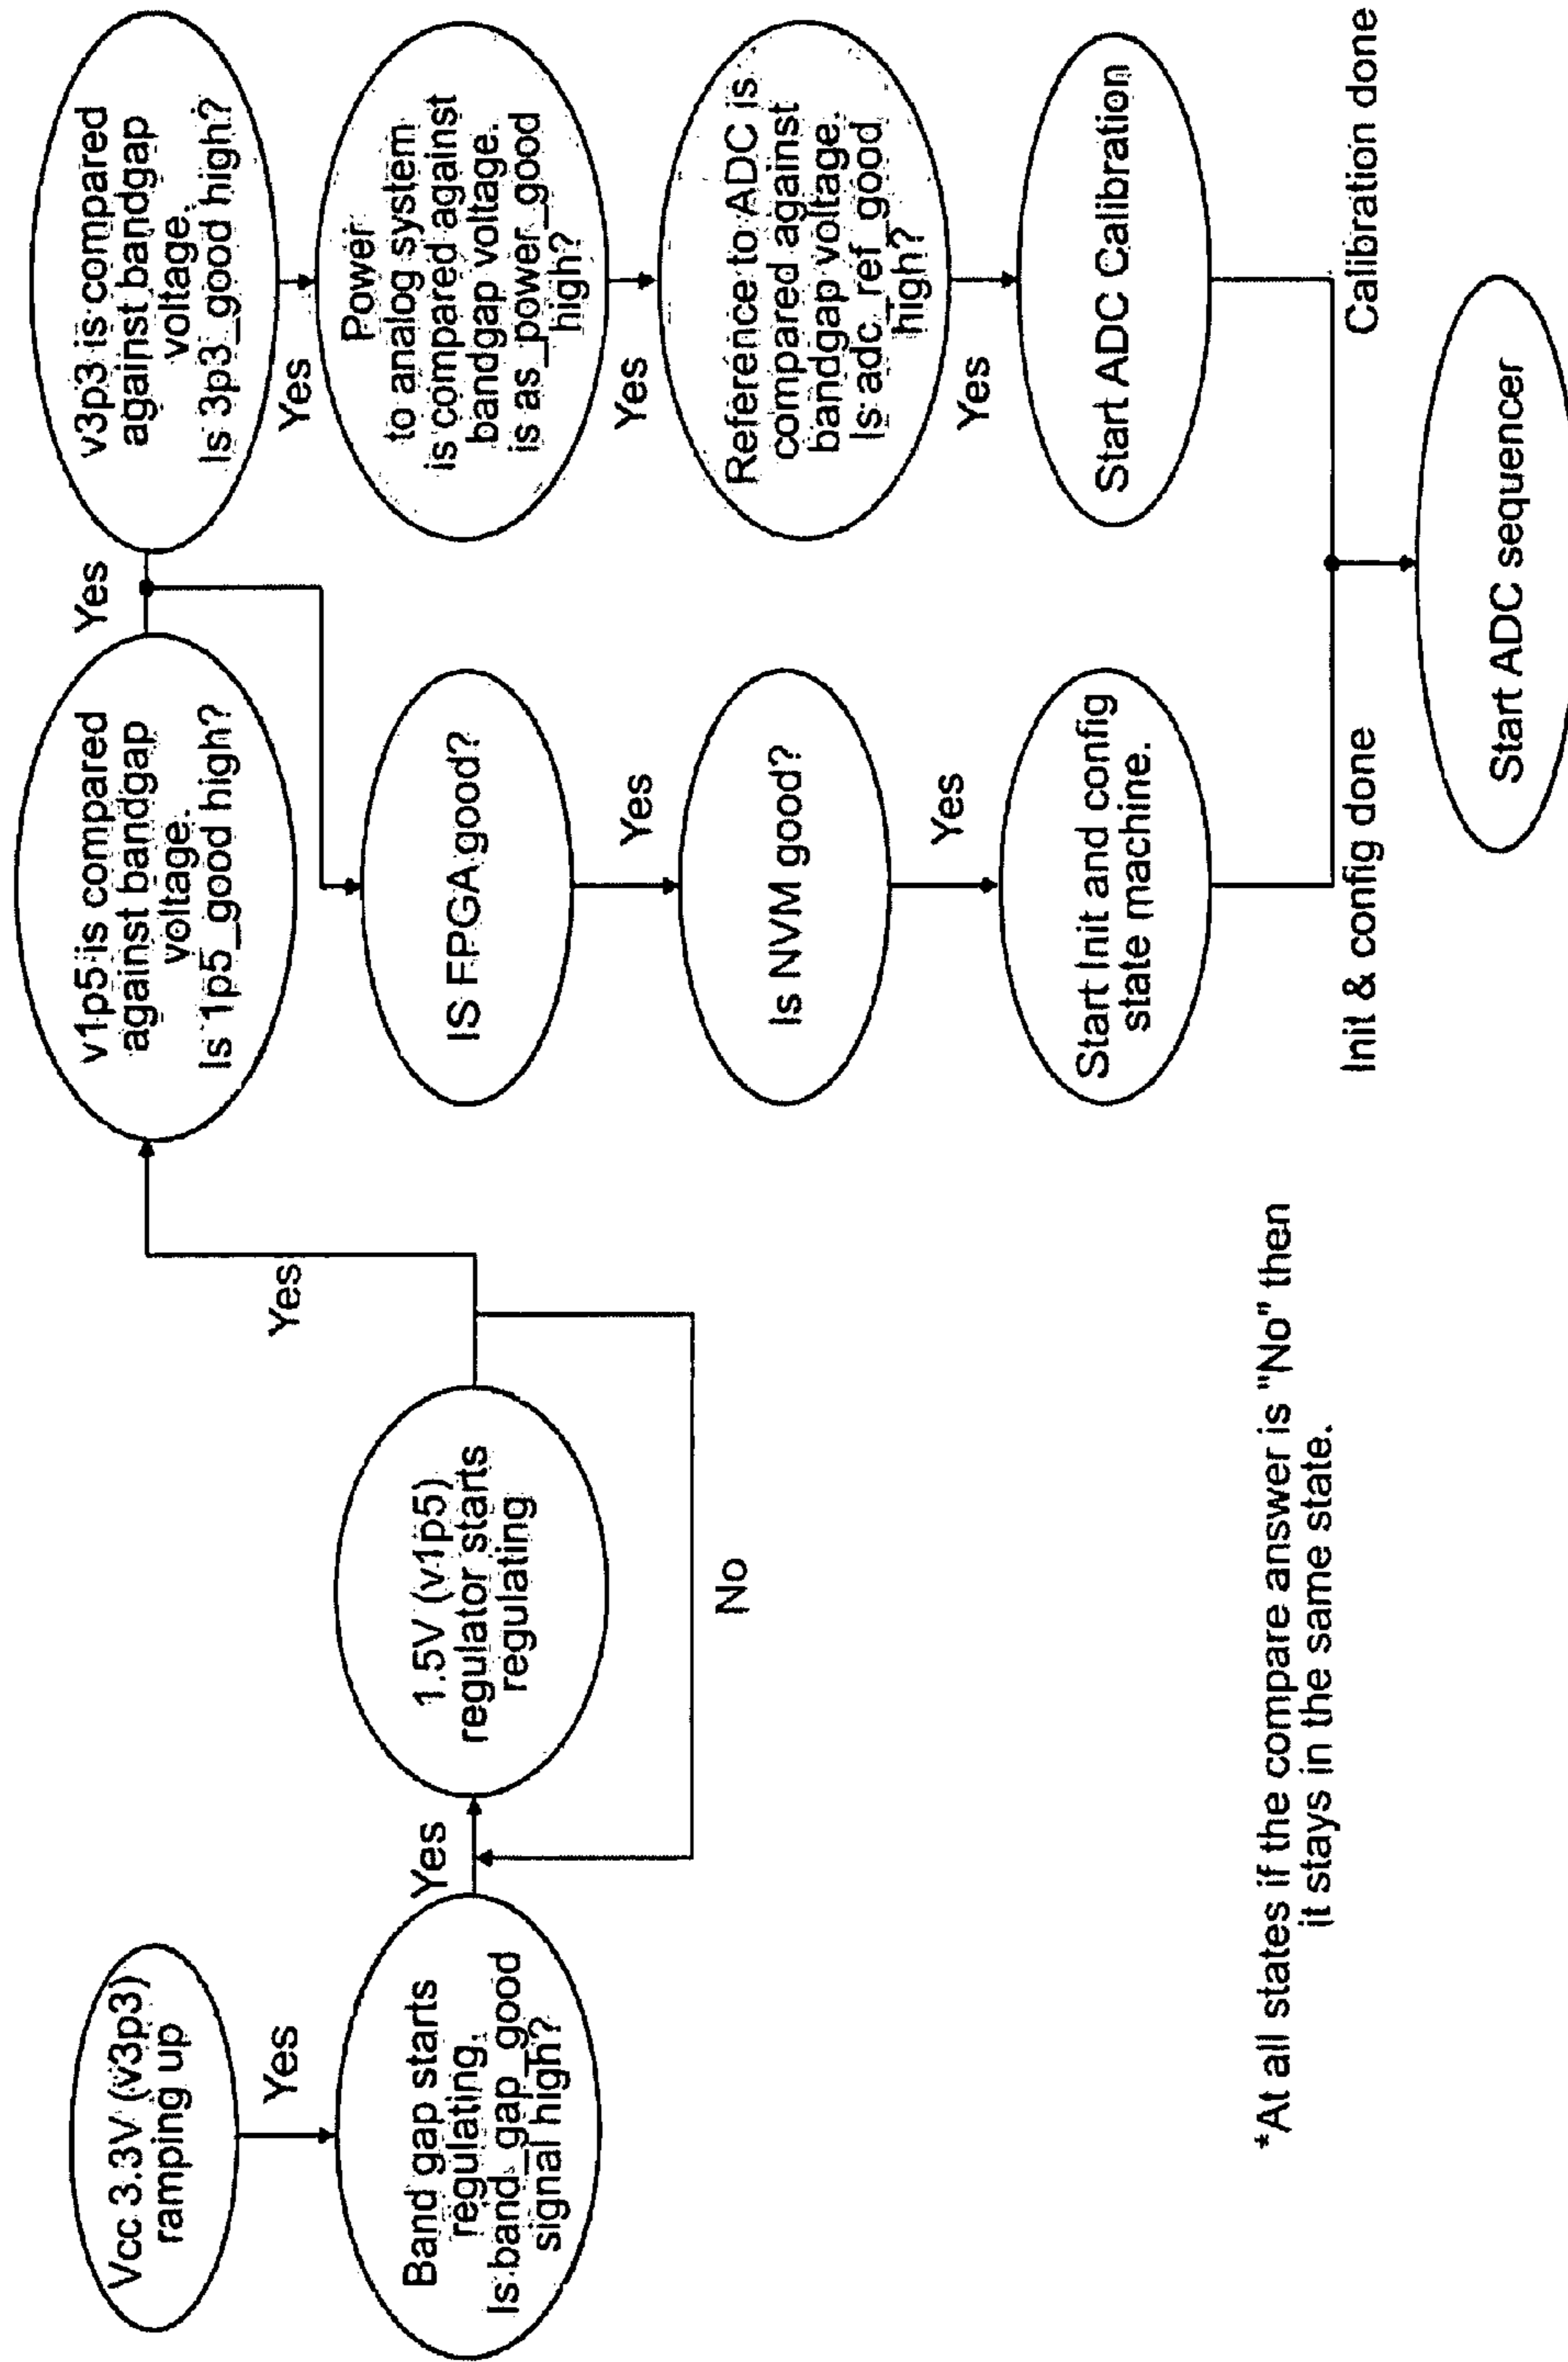 Vcc 3.3V (v3p3)
ramping up
Yes
Band gap starts
regulating.
Is band_gap_good
signal high?
Yes
1.5V (v1p5)
regulator starts
regulating
No
Yes
v1p5 is compared
against bandgap
voltage.
Is 1p5_good high?
Yes
IS FPGA good?
Yes
Is NVM good?
Yes
Start Init and config
state machine.
Init & config done
v3p3 is compared
against bandgap
voltage.
Is 3p3_good high?
Yes
Power
to analog system
is compared against
bandgap voltage.
is as_power_good
high?
Yes
Reference to ADC is
compared against
bandgap voltage.
Is adc_ref_good
high?
Yes
Start ADC Calibration
Calibration done
Start ADC sequencer
*At all states if the compare answer is "No" then
it stays in the same state.